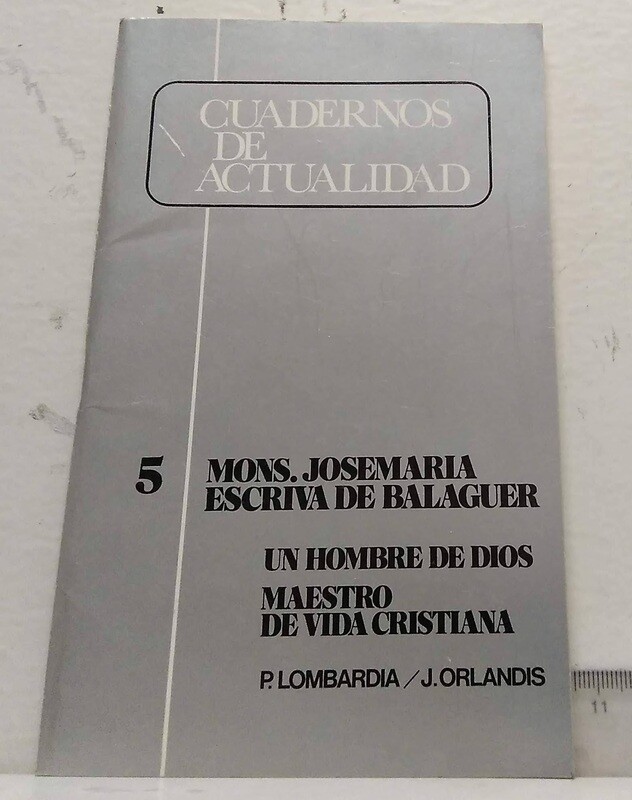 CUADERNOS
DE
ACTUALIDAD
5 MONS. JOSEMARIA
ESCRIVA DE BALAGUER
UN HOMBRE DE DIOS
MAESTRO
DE VIDA CRISTIANA
P. LOMBARDIA / J. ORLANDIS
11